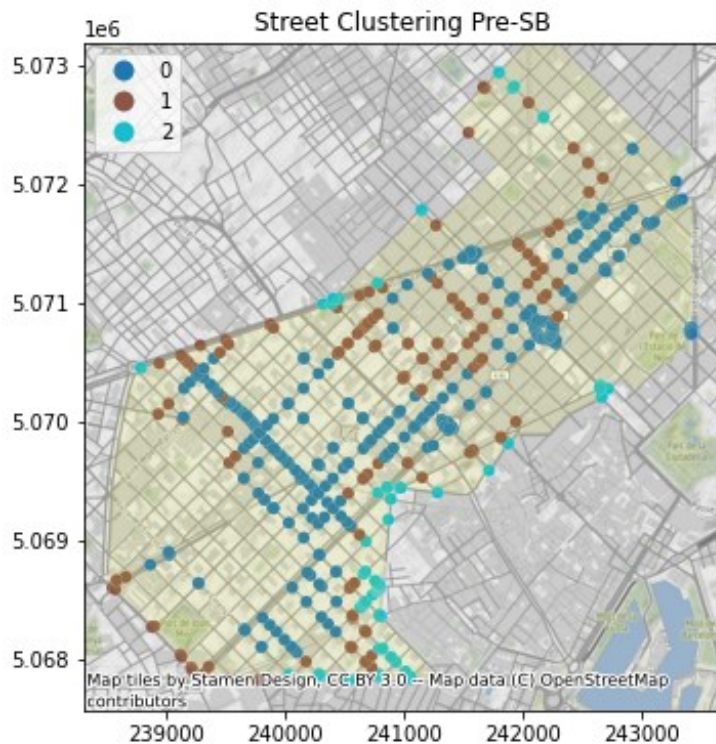 Street Clustering Pre-SB
1e6
0
1
2
5.073
5.072
5.071
5.070
5.069
5.068
Map tiles by Stamen Design, CC BY 3.0 -- Map data (C) OpenStreetMap
contributors
239000 240000 241000 242000 243000